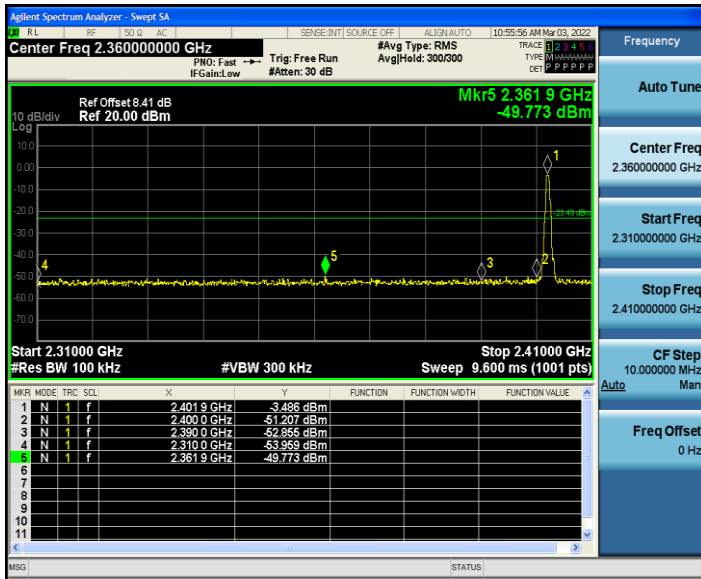 Agilent Spectrum Analyzer - Swept SA
RL RF 50 Ω AC SENSE:INT SOURCE OFF ALIGN AUTO 10:55:56 AM Mar 03, 2022
Center Freq 2.360000000 GHz
PNO: Fast
IFGain:Low
Trig: Free Run
#Atten: 30 dB
#Avg Type: RMS
Avg|Hold: 300/300
TRACE 1 2 3 4 5 6
TYPE M W W W W W
DET P P P P P P
Ref Offset 8.41 dB
10 dB/div Ref 20.00 dBm
Log
Mkr5 2.361 9 GHz
-49.773 dBm
10.0
0.00
-10.0
-20.0
-30.0
-40.0
-50.0
-60.0
-70.0
1
-23.49 dBm
4
5
3
2
Start 2.31000 GHz Stop 2.41000 GHz
#Res BW 100 kHz #VBW 300 kHz Sweep 9.600 ms (1001 pts)
MKR MODE TRC SCL X Y FUNCTION FUNCTION WIDTH FUNCTION VALUE
1 N 1 f 2.401 9 GHz -3.486 dBm
2 N 1 f 2.400 0 GHz -51.207 dBm
3 N 1 f 2.390 0 GHz -52.855 dBm
4 N 1 f 2.310 0 GHz -53.959 dBm
5 N 1 f 2.361 9 GHz -49.773 dBm
6
7
8
9
10
11
MSG STATUS
Frequency
Auto Tune
Center Freq
2.360000000 GHz
Start Freq
2.310000000 GHz
Stop Freq
2.410000000 GHz
CF Step
10.000000 MHz
Auto Man
Freq Offset
0 Hz